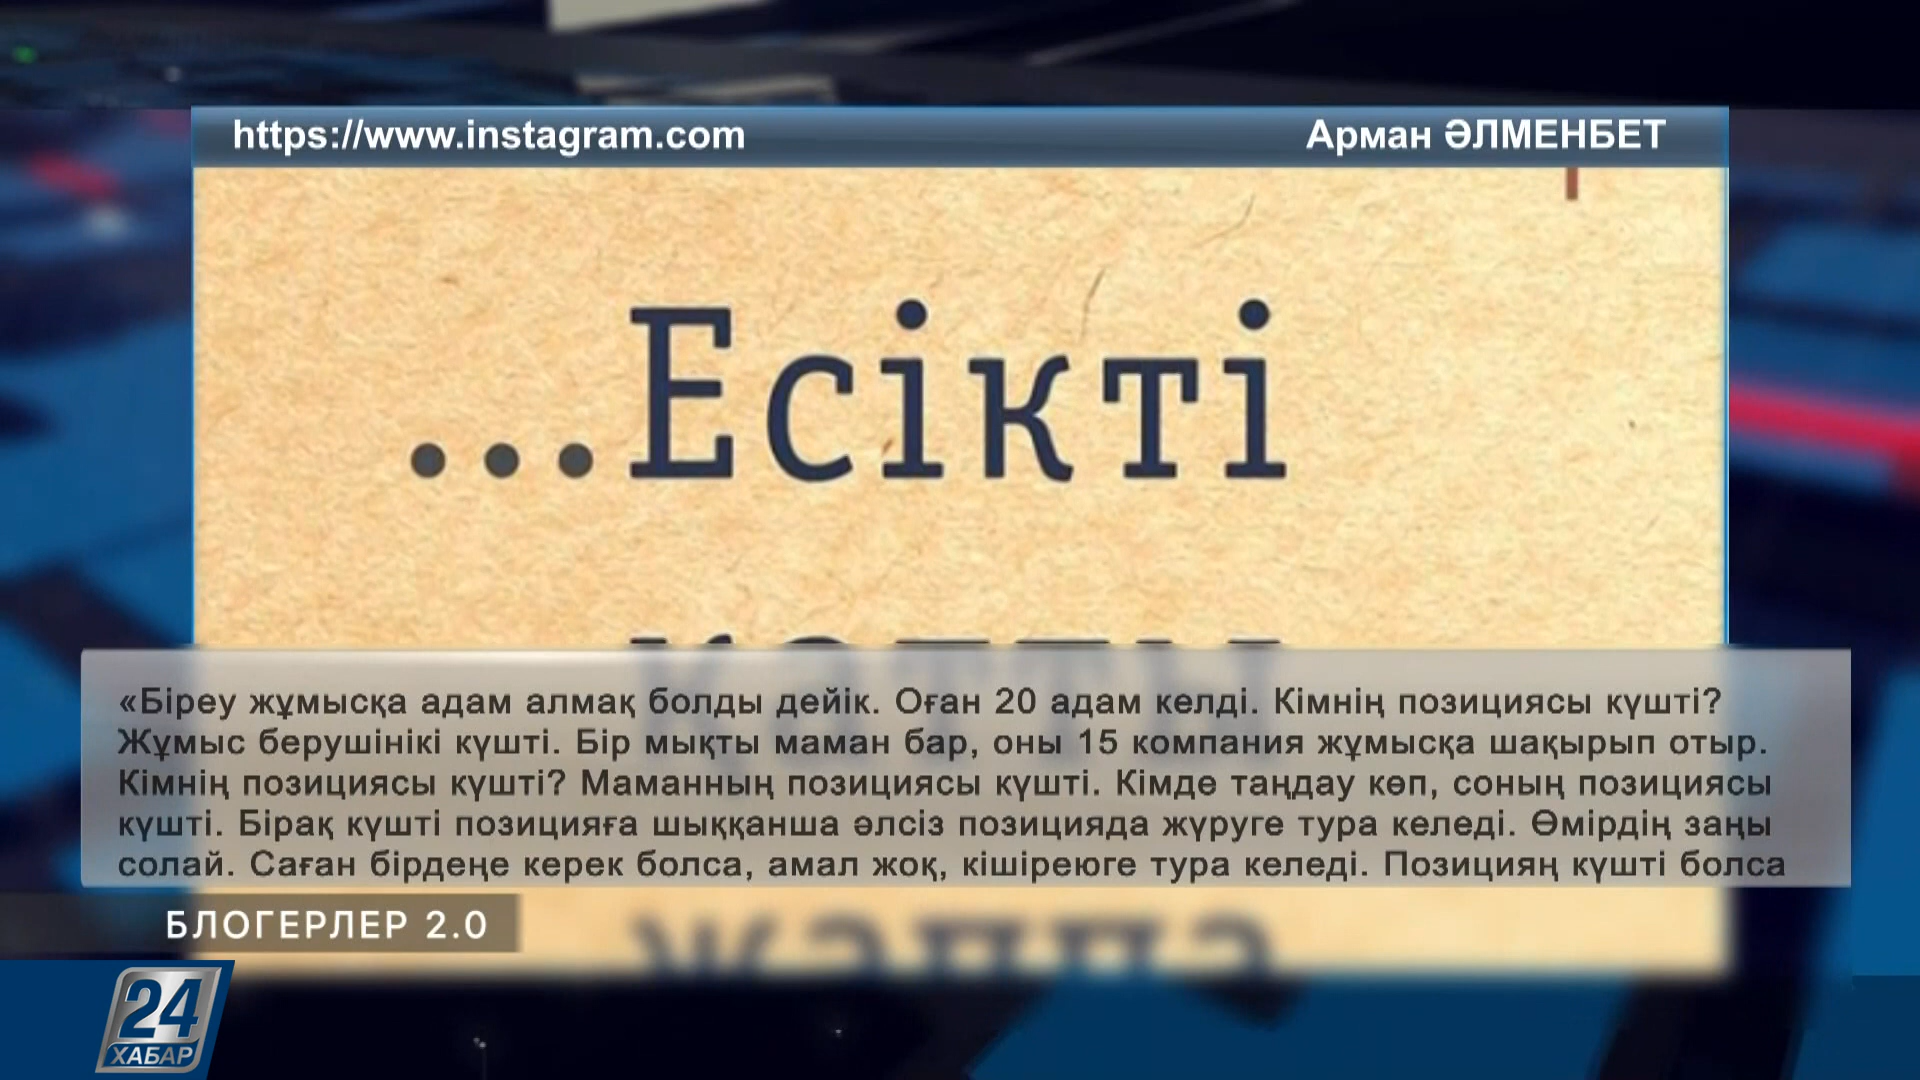 https://www.instagram.com
Арман ӘЛМЕНБЕТ
...Есікті
қатты
«Біреу жұмысқа адам алмақ болды дейік. Оған 20 адам келді. Кімнің позициясы күшті?
Жұмыс берушінікі күшті. Бір мықты маман бар, оны 15 компания жұмысқа шақырып отыр.
Кімнің позициясы күшті? Маманның позициясы күшті. Кімде таңдау көп, соның позициясы
күшті. Бірақ күшті позицияға шыққанша әлсіз позицияда жүруге тура келеді. Өмірдің заңы
солай. Саған бірдеңе керек болса, амал жоқ, кішіреюге тура келеді. Позицияң күшті болса
БЛОГЕРЛЕР 2.0
24
ХАБАР